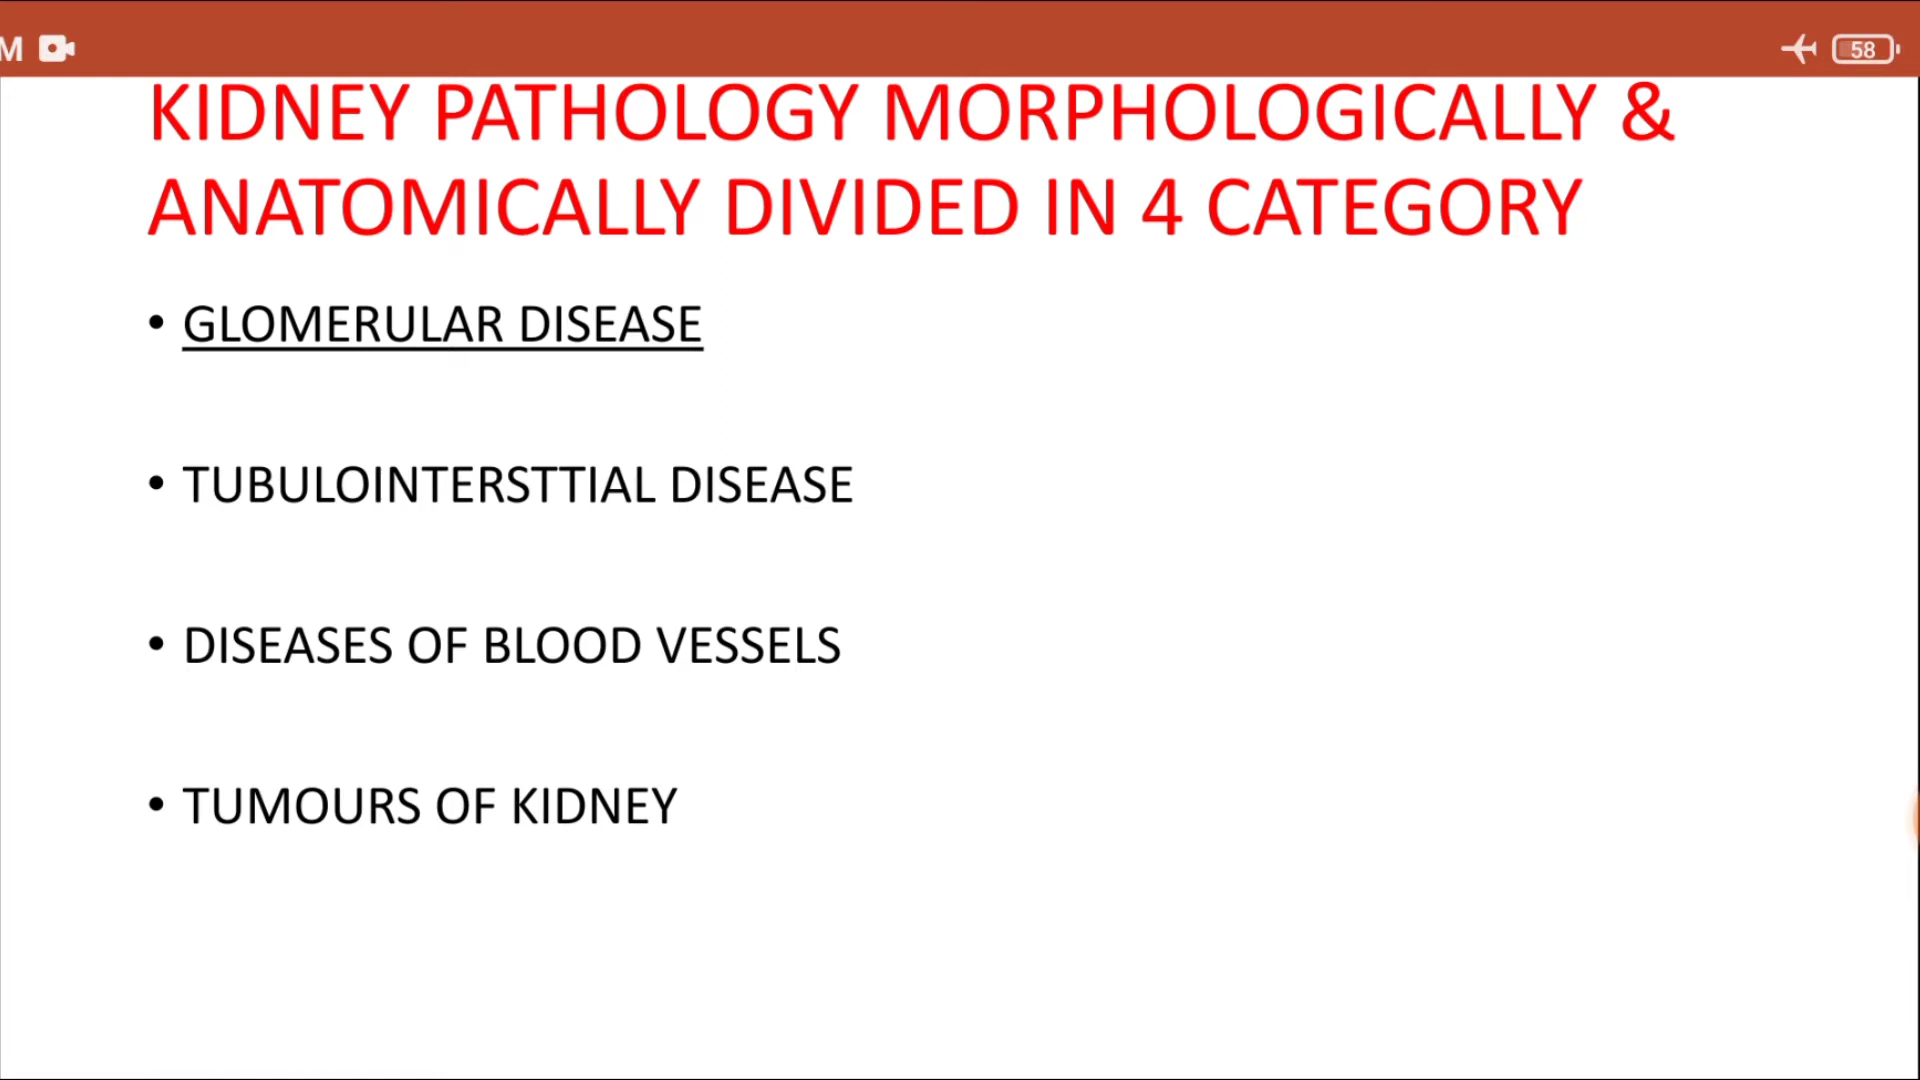 M
58
KIDNEY PATHOLOGY MORPHOLOGICALLY &
ANATOMICALLY DIVIDED IN 4 CATEGORY
• GLOMERULAR DISEASE
• TUBULOINTERSTTIAL DISEASE
• DISEASES OF BLOOD VESSELS
• TUMOURS OF KIDNEY